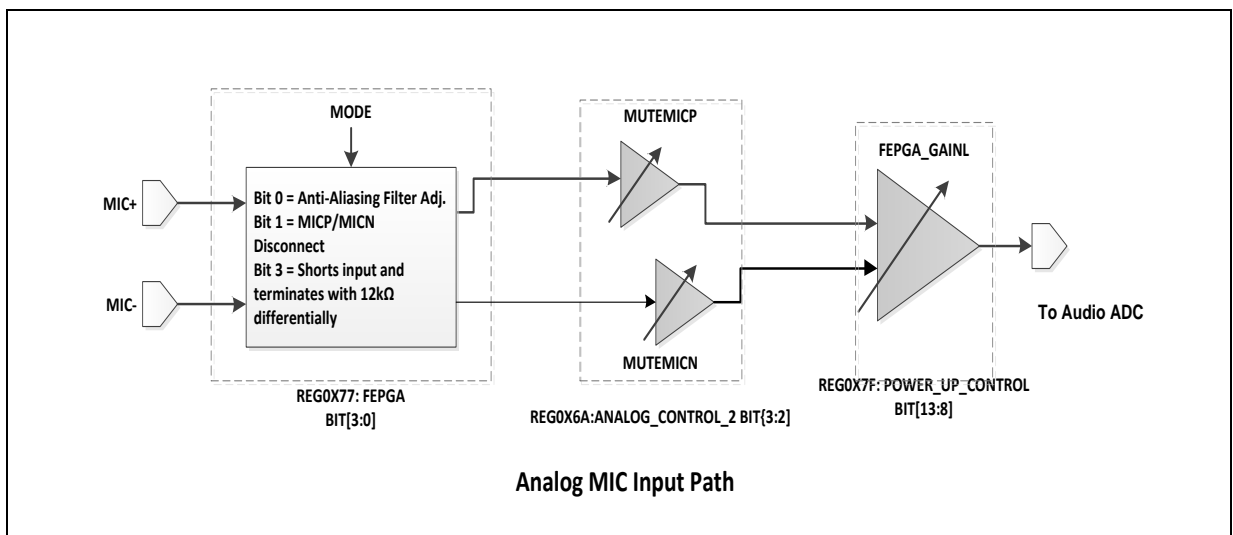 MODE
MIC+
MIC-
Bit 0 = Anti-Aliasing Filter Adj.
Bit 1 = MICP/MICN
Disconnect
Bit 3 = Shorts input and
terminates with 12kΩ
differentially
REG0X77: FEPGA
BIT[3:0]
MUTEMICP
MUTEMICN
REG0X6A:ANALOG_CONTROL_2 BIT{3:2]
FEPGA_GAINL
REG0X7F: POWER_UP_CONTROL
BIT[13:8]
To Audio ADC
Analog MIC Input Path